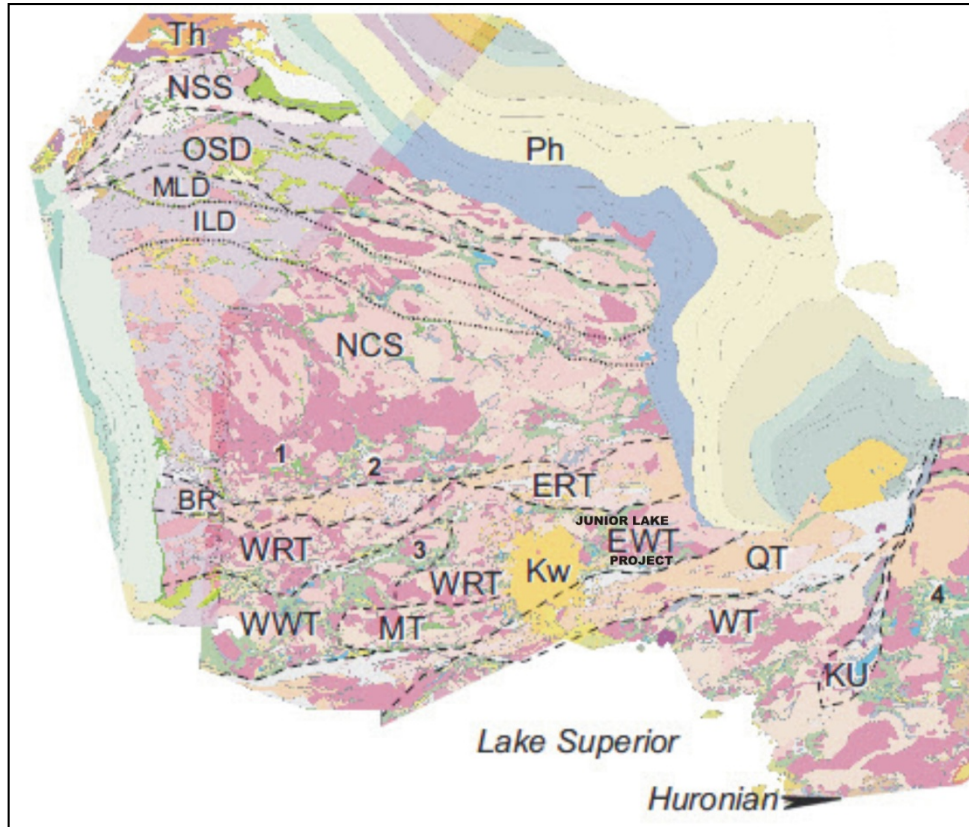 Th
NSS
OSD
Ph
MLD
ILD
NCS
1
2
BR
ERT
JUNIOR LAKE
WRT
3
EWT
PROJECT
QT
Kw
WRT
4
WWT
MT
WT
KU
Lake Superior
Huronian